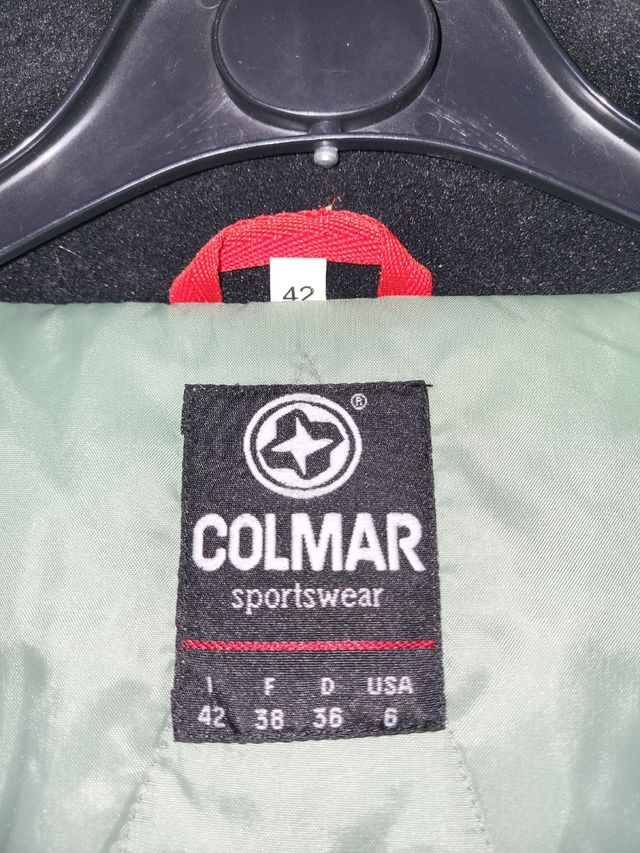 42
®
COLMAR
sportswear
I F D USA
42 38 36 6